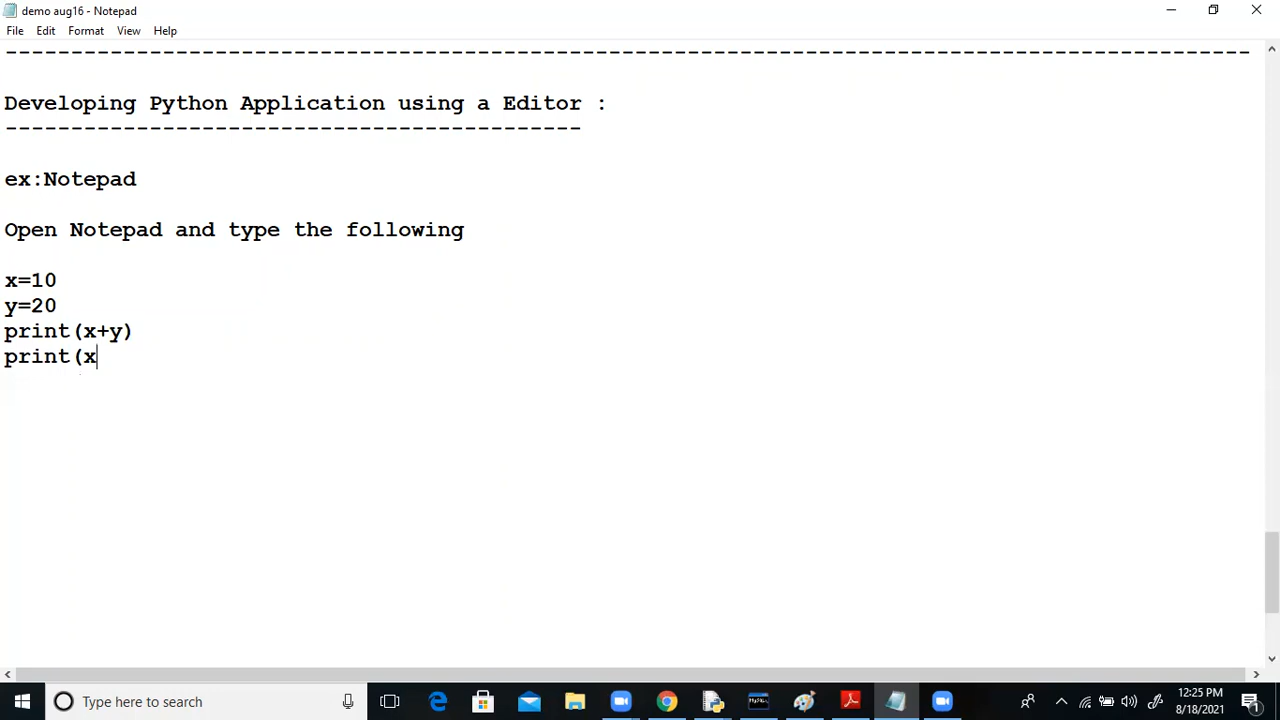 demo aug16 - Notepad
File Edit Format View Help
-----------------------------------------------------------------------------------------------
Developing Python Application using a Editor :
--------------------------------------------
ex:Notepad
Open Notepad and type the following
x=10
y=20
print(x+y)
print(x
Type here to search
12:25 PM
8/18/2021
1